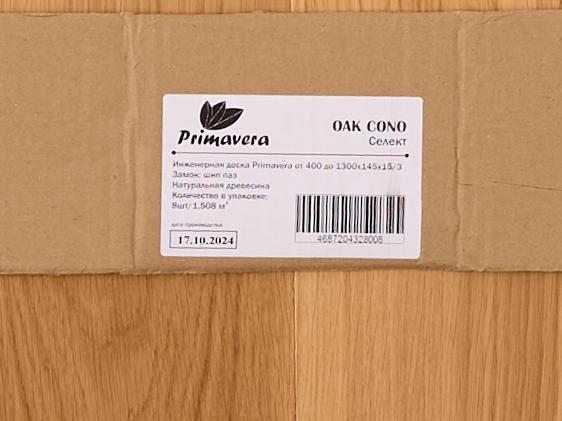 Primavera
OAK CONO
Селект
Инженерная доска Primavera от 400 до 1300x145x15/3
Замок: шип паз
Натуральная древесина
Количество в упаковке:
8шт/1,508 м²
дата производства:
17.10.2024
4687204328008